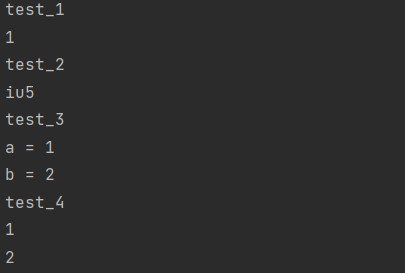 test_1
1
test_2
iu5
test_3
a = 1
b = 2
test_4
1
2